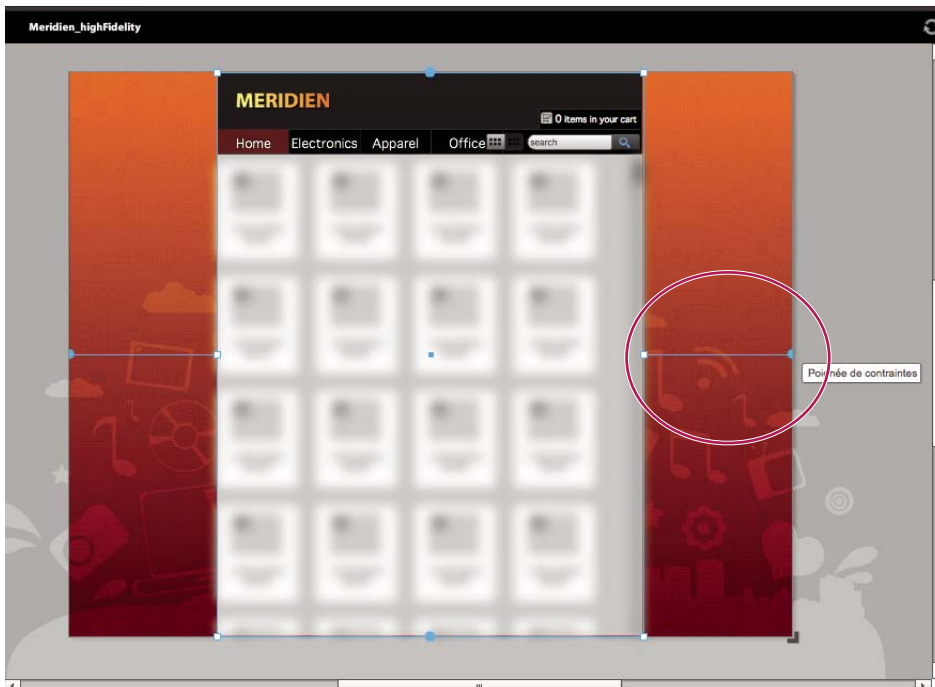 Meridien_highFidelity
MERIDIEN
0 items in your cart
Home Electronics Apparel Office search
Poignée de contraintes